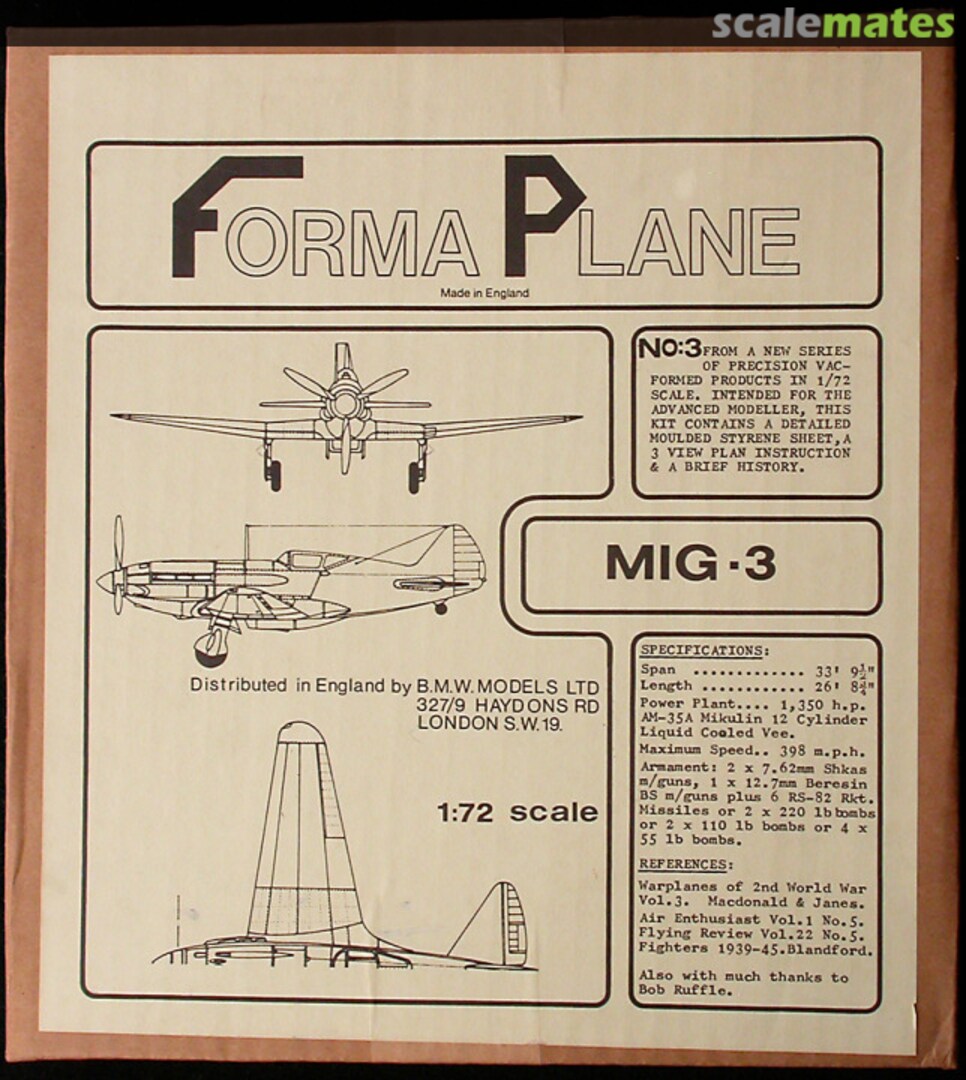 scalemates
FORMA PLANE
Made in England
NO:3 FROM A NEW SERIES
OF PRECISION VAC-
FORMED PRODUCTS IN 1/72
SCALE. INTENDED FOR THE
ADVANCED MODELLER, THIS
KIT CONTAINS A DETAILED
MOULDED STYRENE SHEET, A
3 VIEW PLAN INSTRUCTION
& A BRIEF HISTORY.
MIG·3
Distributed in England by B.M.W. MODELS LTD
327/9 HAYDONS RD
LONDON S.W.19.
1:72 scale
SPECIFICATIONS:
Span ............. 33' 9½"
Length ............ 26' 8¼"
Power Plant.... 1,350 h.p.
AM-35A Mikulin 12 Cylinder
Liquid Cooled Vee.
Maximum Speed.. 398 m.p.h.
Armament: 2 x 7.62mm Shkas
m/guns, 1 x 12.7mm Beresin
BS m/guns plus 6 RS-82 Rkt.
Missiles or 2 x 220 lb bombs
or 2 x 110 lb bombs or 4 x
55 lb bombs.
REFERENCES:
Warplanes of 2nd World War
Vol.3. Macdonald & Janes.
Air Enthusiast Vol.1 No.5.
Flying Review Vol.22 No.5.
Fighters 1939-45. Blandford.
Also with much thanks to
Bob Ruffle.